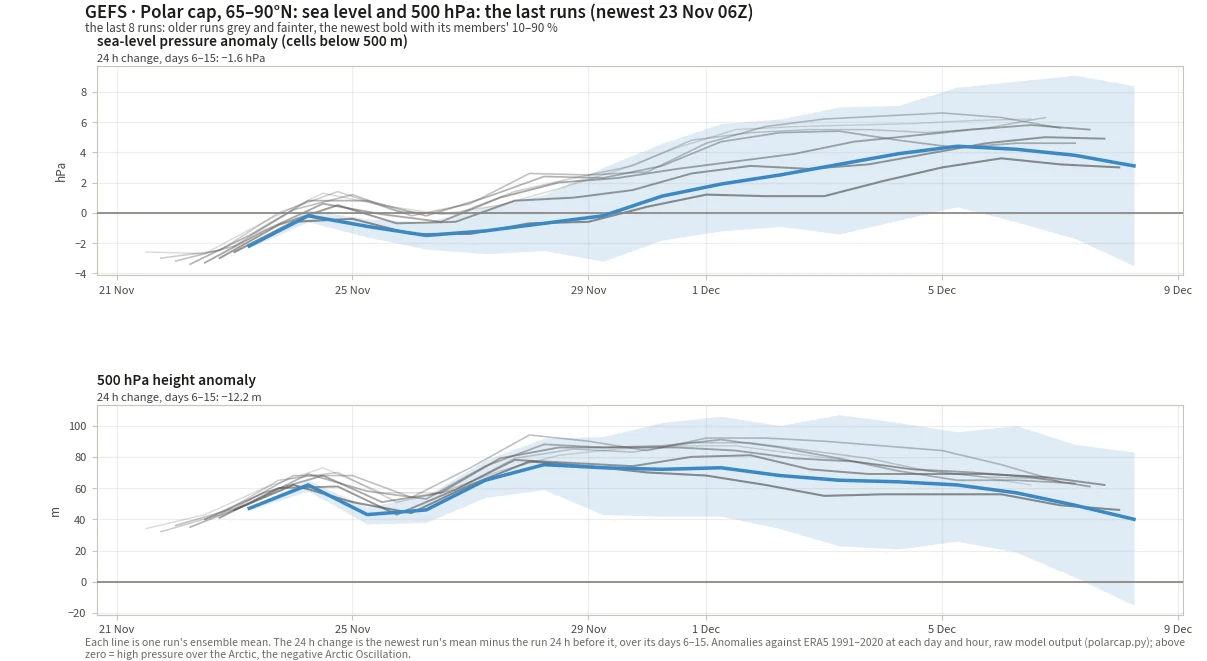 GEFS · Polar cap, 65–90°N: sea level and 500 hPa: the last runs (newest 23 Nov 06Z)
the last 8 runs: older runs grey and fainter, the newest bold with its members' 10–90 %
sea-level pressure anomaly (cells below 500 m)
24 h change, days 6–15: −1.6 hPa
8
6
4
2
0
−2
−4
hPa
21 Nov 25 Nov 29 Nov 1 Dec 5 Dec 9 Dec
500 hPa height anomaly
24 h change, days 6–15: −12.2 m
100
80
60
40
20
0
−20
m
21 Nov 25 Nov 29 Nov 1 Dec 5 Dec 9 Dec
Each line is one run's ensemble mean. The 24 h change is the newest run's mean minus the run 24 h before it, over its days 6–15. Anomalies against ERA5 1991–2020 at each day and hour, raw model output (polarcap.py); above
zero = high pressure over the Arctic, the negative Arctic Oscillation.